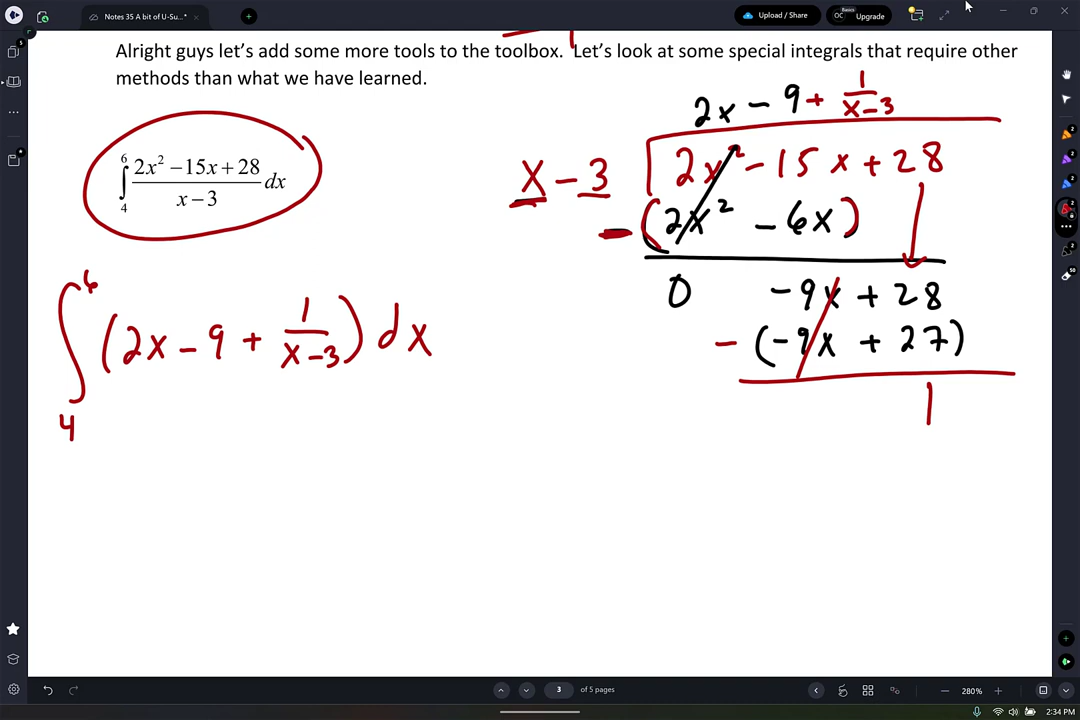 Notes 35 A bit of U-Su...*
Upload / Share
OC
Basics
Upgrade
Alright guys let's add some more tools to the toolbox. Let's look at some special integrals that require other
methods than what we have learned.
∫₄⁶ (2x² − 15x + 28)/(x − 3) dx
2x − 9 + 1/(x−3)
x − 3 | 2x² − 15x + 28
−(2x² − 6x)
0 −9x + 28
−(−9x + 27)
1
∫₄⁶ (2x − 9 + 1/(x−3)) dx
3 of 5 pages
280%
2:34 PM